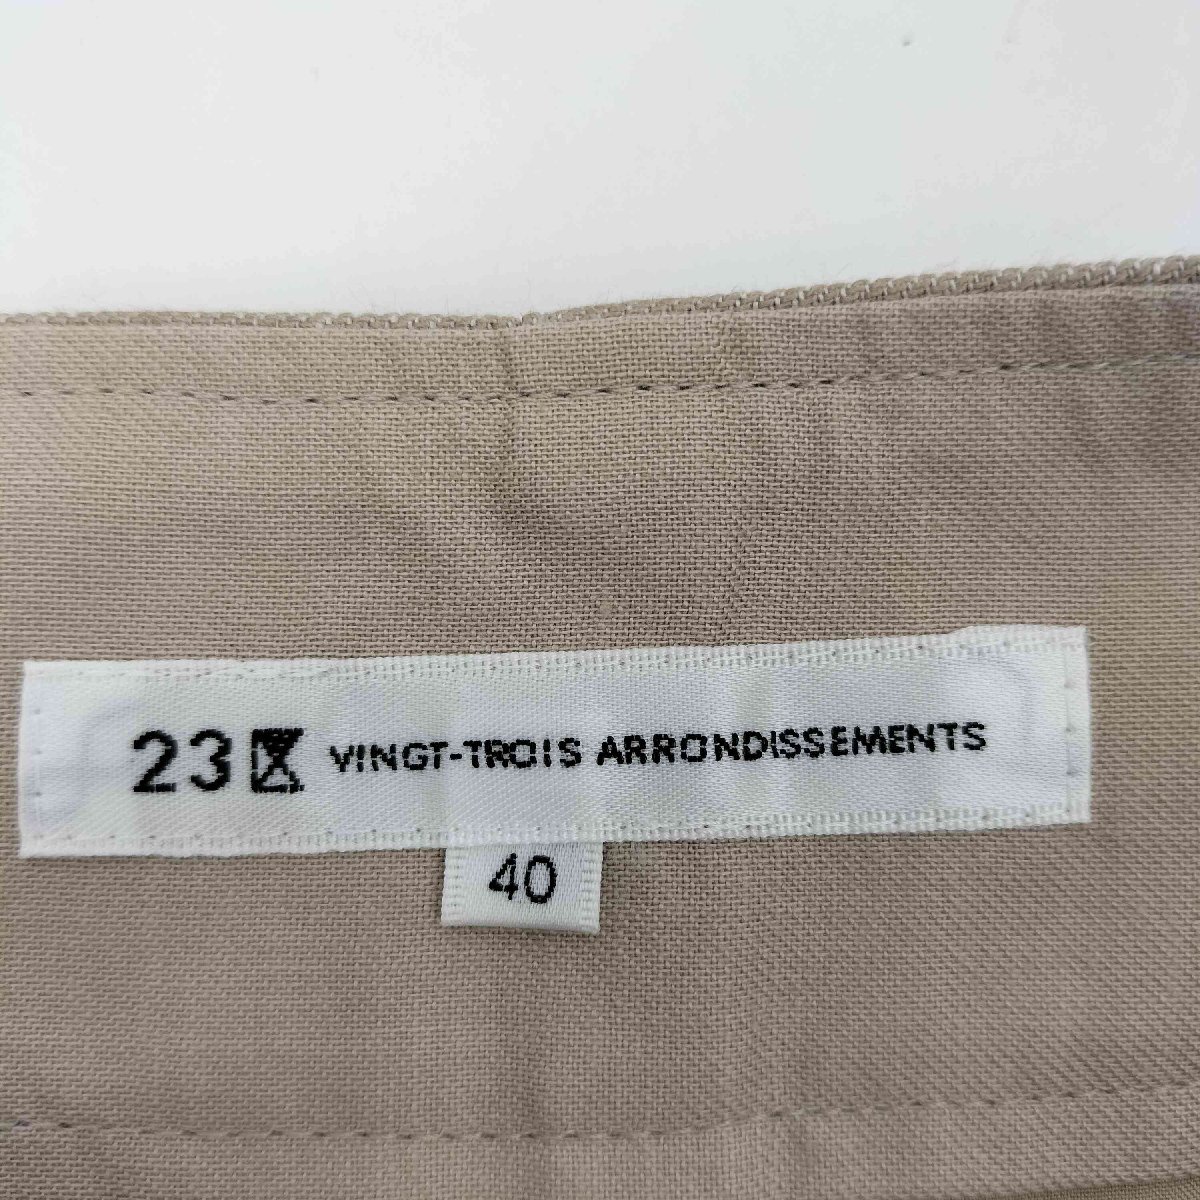 23区 VINGT-TROIS ARRONDISSEMENTS
40